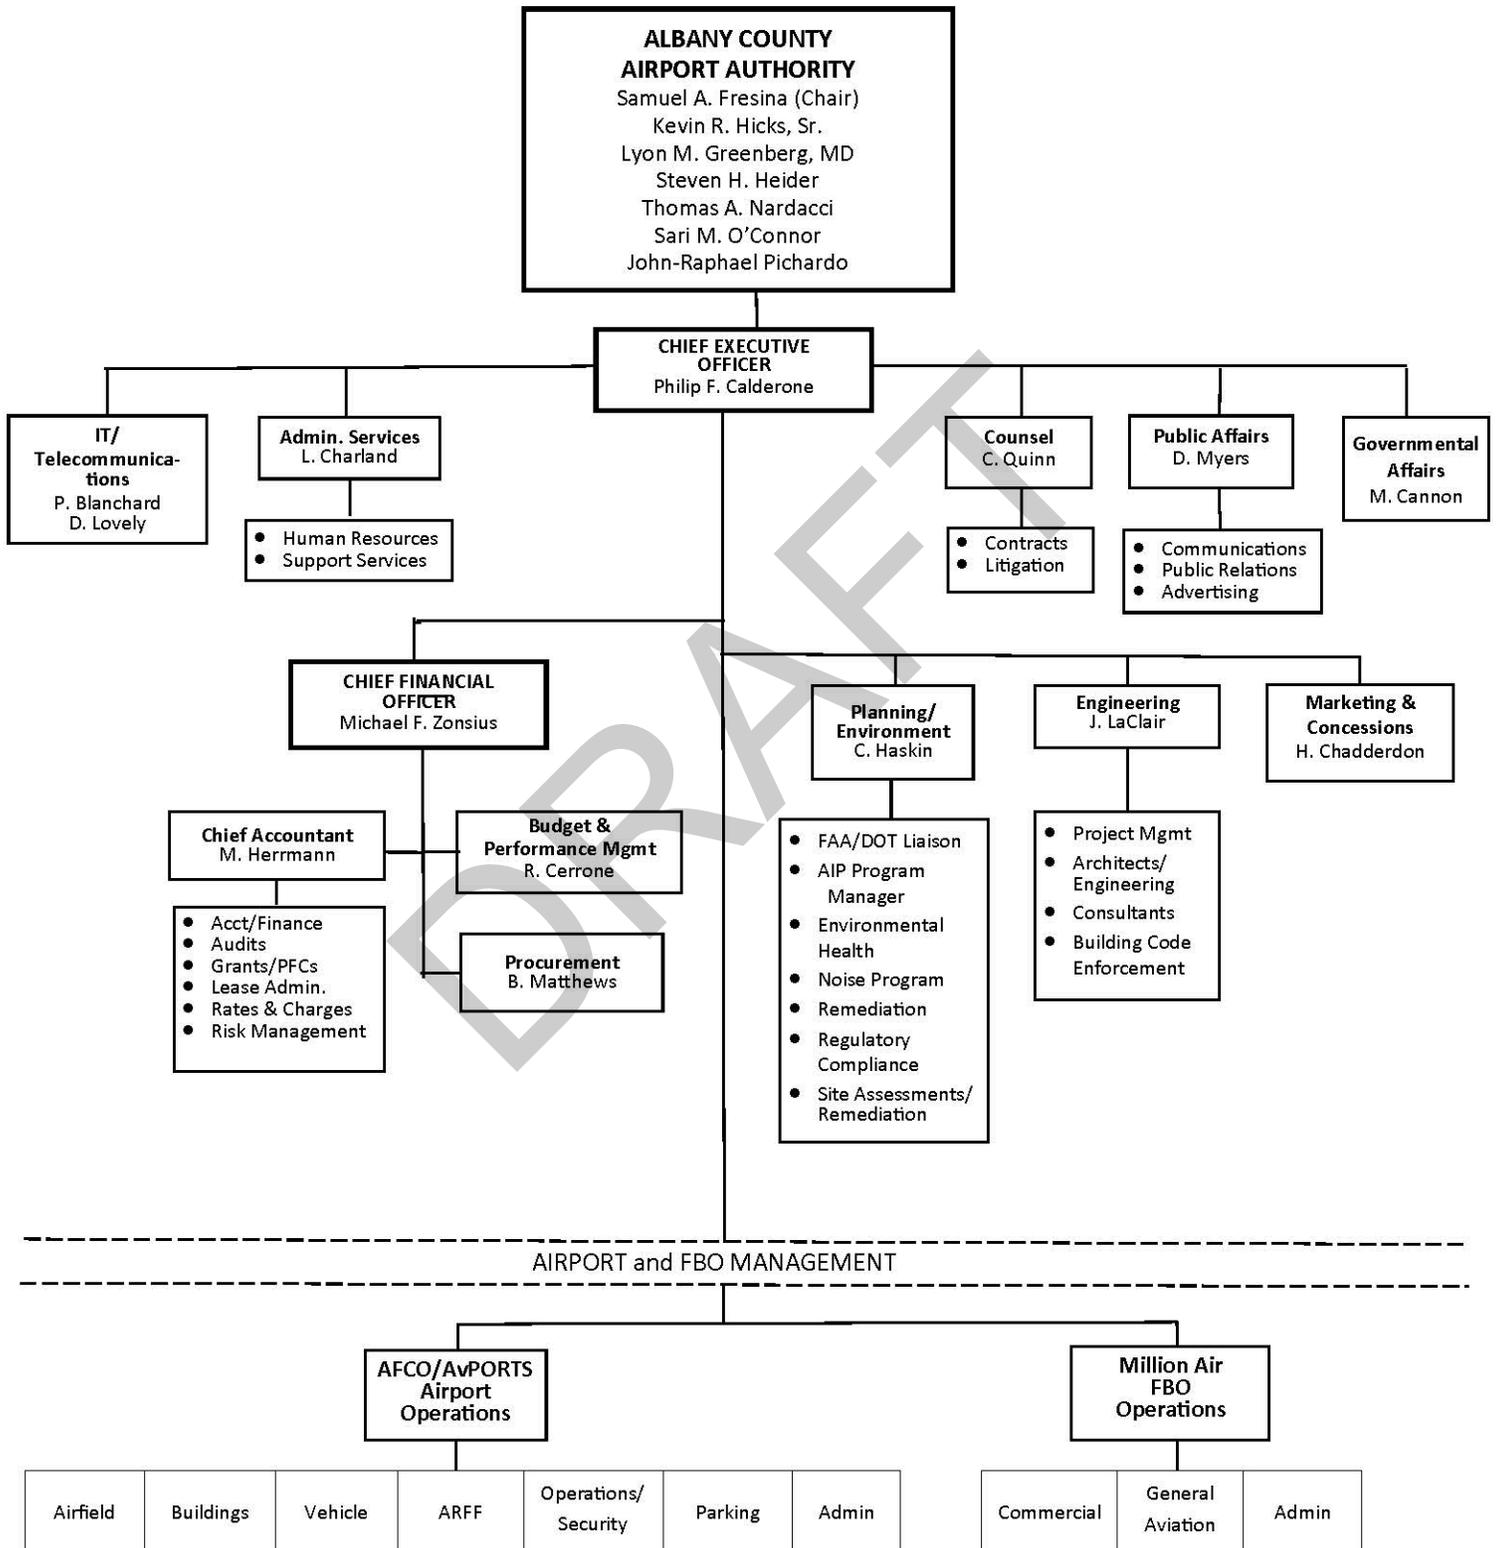 ALBANY COUNTY
AIRPORT AUTHORITY
Samuel A. Fresina (Chair)
Kevin R. Hicks, Sr.
Lyon M. Greenberg, MD
Steven H. Heider
Thomas A. Nardacci
Sari M. O’Connor
John-Raphael Pichardo
CHIEF EXECUTIVE
OFFICER
Philip F. Calderone
IT/
Telecommunica-
tions
P. Blanchard
D. Lovely
Admin. Services
L. Charland
● Human Resources
● Support Services
Counsel
C. Quinn
● Contracts
● Litigation
Public Affairs
D. Myers
● Communications
● Public Relations
● Advertising
Governmental
Affairs
M. Cannon
CHIEF FINANCIAL
OFFICER
Michael F. Zonsius
Chief Accountant
M. Herrmann
● Acct/Finance
● Audits
● Grants/PFCs
● Lease Admin.
● Rates & Charges
● Risk Management
Budget &
Performance Mgmt
R. Cerrone
Procurement
B. Matthews
Planning/
Environment
C. Haskin
● FAA/DOT Liaison
● AIP Program
Manager
● Environmental
Health
● Noise Program
● Remediation
● Regulatory
Compliance
● Site Assessments/
Remediation
Engineering
J. LaClair
● Project Mgmt
● Architects/
Engineering
● Consultants
● Building Code
Enforcement
Marketing &
Concessions
H. Chadderdon
DRAFT
AIRPORT and FBO MANAGEMENT
AFCO/AvPORTS
Airport
Operations
Airfield
Buildings
Vehicle
ARFF
Operations/
Security
Parking
Admin
Million Air
FBO
Operations
Commercial
General
Aviation
Admin